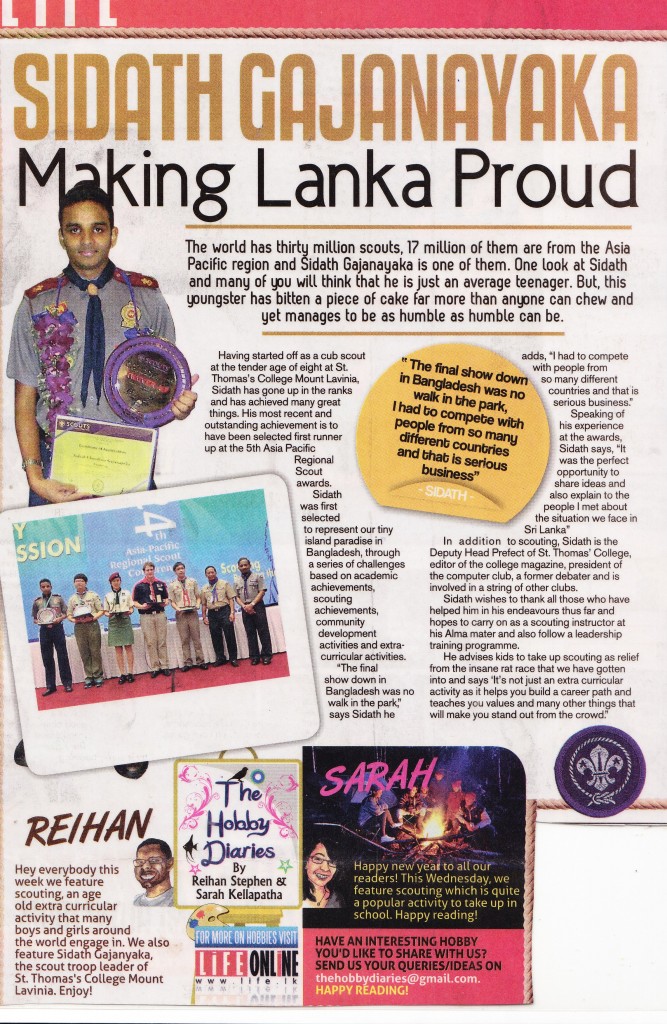 LIFE
SIDATH GAJANAYAKA
Making Lanka Proud
The world has thirty million scouts, 17 million of them are from the Asia
Pacific region and Sidath Gajanayaka is one of them. One look at Sidath
and many of you will think that he is just an average teenager. But, this
youngster has bitten a piece of cake far more than anyone can chew and
yet manages to be as humble as humble can be.
Having started off as a cub scout
at the tender age of eight at St.
Thomas's College Mount Lavinia,
Sidath has gone up in the ranks
and has achieved many great
things. His most recent and
outstanding achievement is to
have been selected first runner
up at the 5th Asia Pacific
Regional
Scout
awards.
Sidath
was first
selected
to represent our tiny
island paradise in
Bangladesh, through
a series of challenges
based on academic
achievements,
scouting
achievements,
community
development
activities and extra-
curricular activities.
"The final
show down in
Bangladesh was no
walk in the park,"
says Sidath he
" The final show down
in Bangladesh was no
walk in the park,
I had to compete with
people from so many
different countries
and that is serious
business"
- SIDATH -
adds, "I had to compete
with people from
so many different
countries and that is
serious business."
Speaking of
his experience
at the awards,
Sidath says, "It
was the perfect
opportunity to
share ideas and
also explain to the
people I met about
the situation we face in
Sri Lanka"
In addition to scouting, Sidath is the
Deputy Head Prefect of St. Thomas' College,
editor of the college magazine, president of
the computer club, a former debater and is
involved in a string of other clubs.
Sidath wishes to thank all those who have
helped him in his endeavours thus far and
hopes to carry on as a scouting instructor at
his Alma mater and also follow a leadership
training programme.
He advises kids to take up scouting as relief
from the insane rat race that we have gotten
into and says 'It's not just an extra curricular
activity as it helps you build a career path and
teaches you values and many other things that
will make you stand out from the crowd."
SCOUTS
Y
SSION
4th
Asia-Pacific
Regional Scout
REIHAN
Hey everybody this
week we feature
scouting, an age
old extra curricular
activity that many
boys and girls around
the world engage in. We also
feature Sidath Gajanyaka,
the scout troop leader of
St. Thomas's College Mount
Lavinia. Enjoy!
The
Hobby
Diaries
By
Reihan Stephen &
Sarah Kellapatha
FOR MORE ON HOBBIES VISIT
LIFE ONLINE
www.life.lk
SARAH
Happy new year to all our
readers! This Wednesday, we
feature scouting which is quite
a popular activity to take up in
school. Happy reading!
HAVE AN INTERESTING HOBBY
YOU'D LIKE TO SHARE WITH US?
SEND US YOUR QUERIES/IDEAS ON
thehobbydiaries@gmail.com.
HAPPY READING!